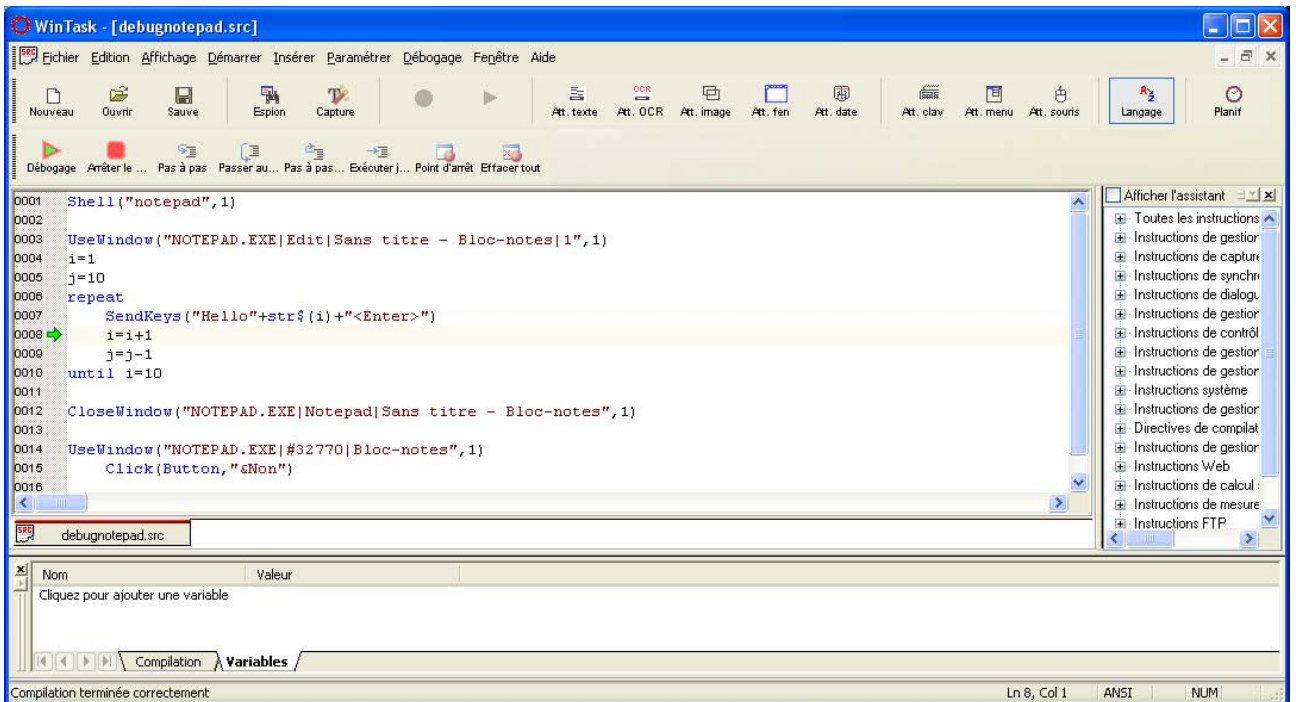 WinTask - [debugnotepad.src]
Fichier Edition Affichage Démarrer Insérer Paramétrer Débogage Fenêtre Aide
Nouveau Ouvrir Sauve Espion Capture Att. texte Att. OCR Att. image Att. fen Att. date Att. clav Att. menu Att. souris Langage Planif
Débogage Arrêter le ... Pas à pas Passer au... Pas à pas... Exécuter j... Point d'arrêt Effacer tout
0001 Shell("notepad",1)
0002
0003 UseWindow("NOTEPAD.EXE|Edit|Sans titre - Bloc-notes|1",1)
0004 i=1
0005 j=10
0006 repeat
0007 SendKeys("Hello"+str$(i)+"<Enter>")
0008 i=i+1
0009 j=j-1
0010 until i=10
0011
0012 CloseWindow("NOTEPAD.EXE|Notepad|Sans titre - Bloc-notes",1)
0013
0014 UseWindow("NOTEPAD.EXE|#32770|Bloc-notes",1)
0015 Click(Button,"&Non")
0016
Afficher l'assistant
Toutes les instructions
Instructions de gestion
Instructions de capture
Instructions de synchr
Instructions de dialogu
Instructions de gestion
Instructions de contrôl
Instructions de gestion
Instructions de gestion
Instructions système
Instructions de gestion
Directives de compilat
Instructions de gestion
Instructions Web
Instructions de calcul
Instructions de mesure
Instructions FTP
debugnotepad.src
Nom Valeur
Cliquez pour ajouter une variable
Compilation Variables
Compilation terminée correctement Ln 8, Col 1 ANSI NUM